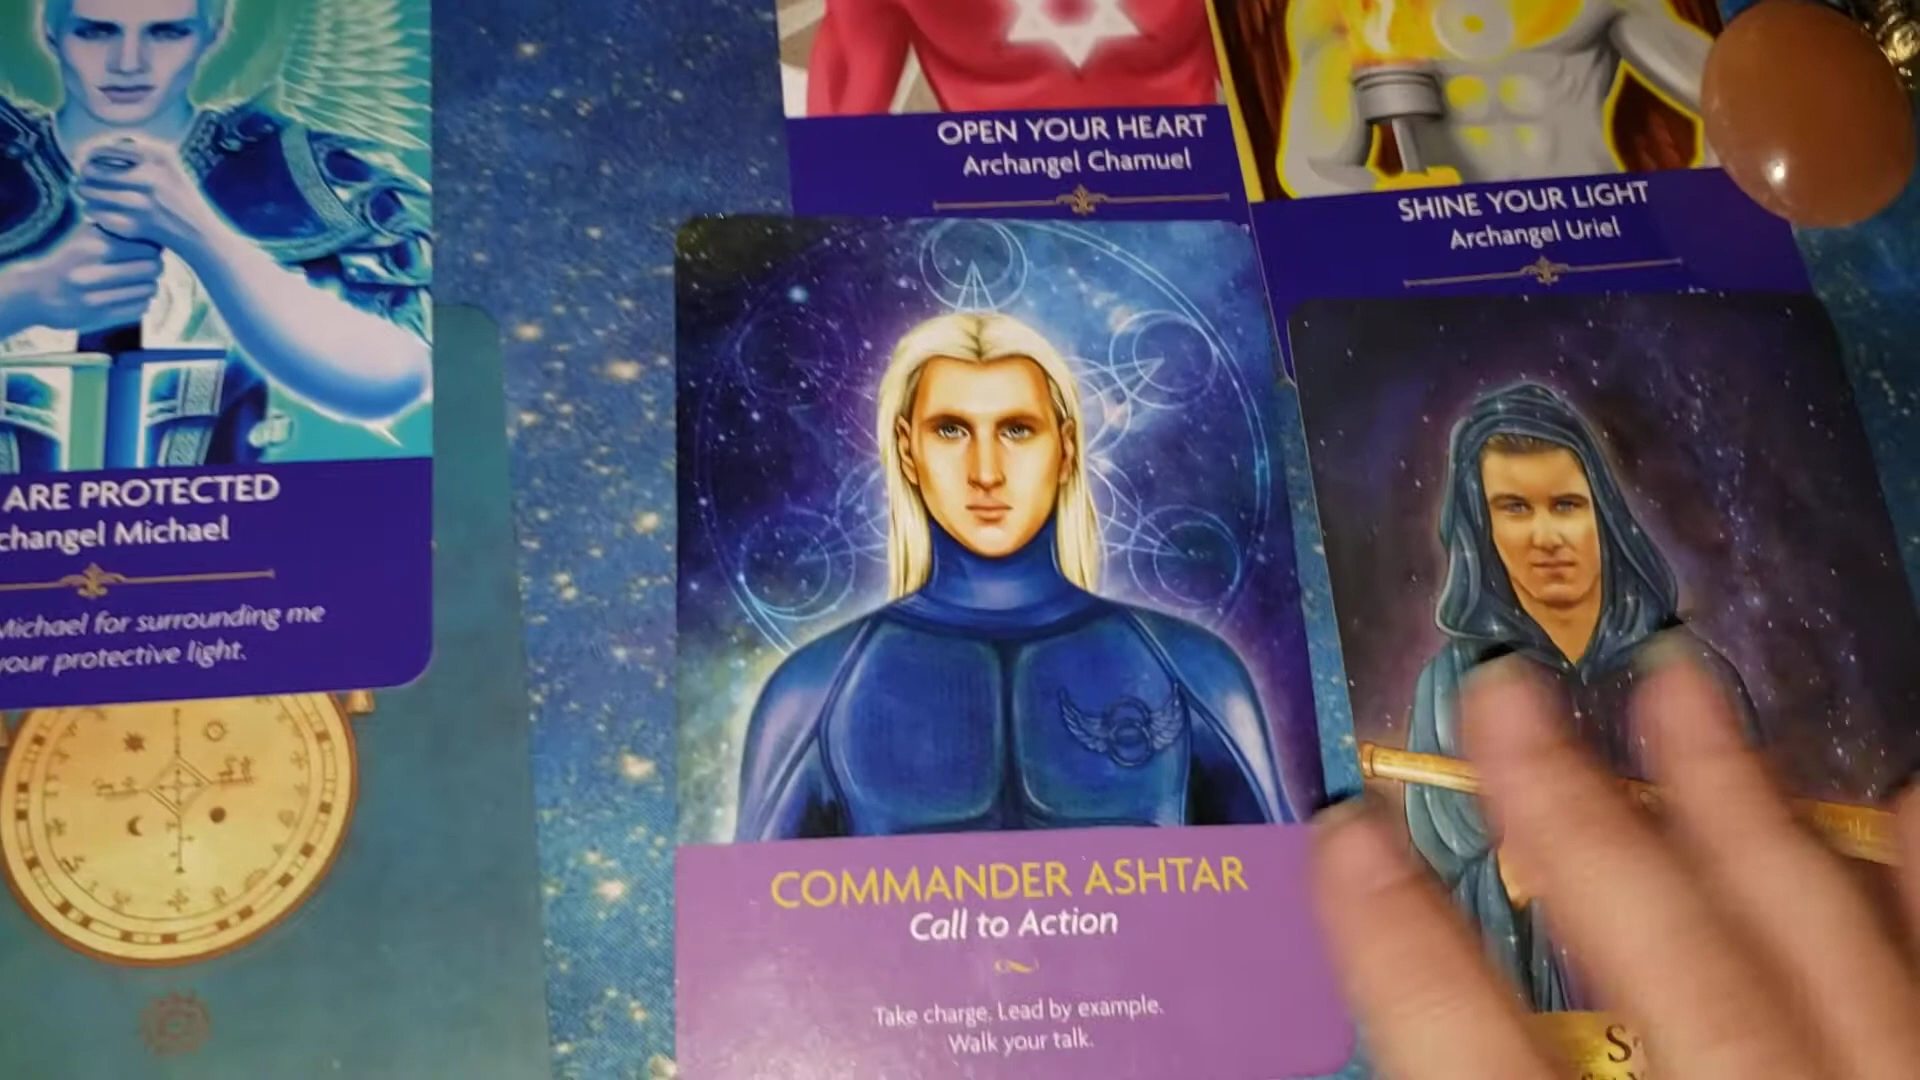 OPEN YOUR HEART
Archangel Chamuel
SHINE YOUR LIGHT
Archangel Uriel
ARE PROTECTED
changel Michael
Michael for surrounding me
your protective light.
COMMANDER ASHTAR
Call to Action
Take charge. Lead by example.
Walk your talk.